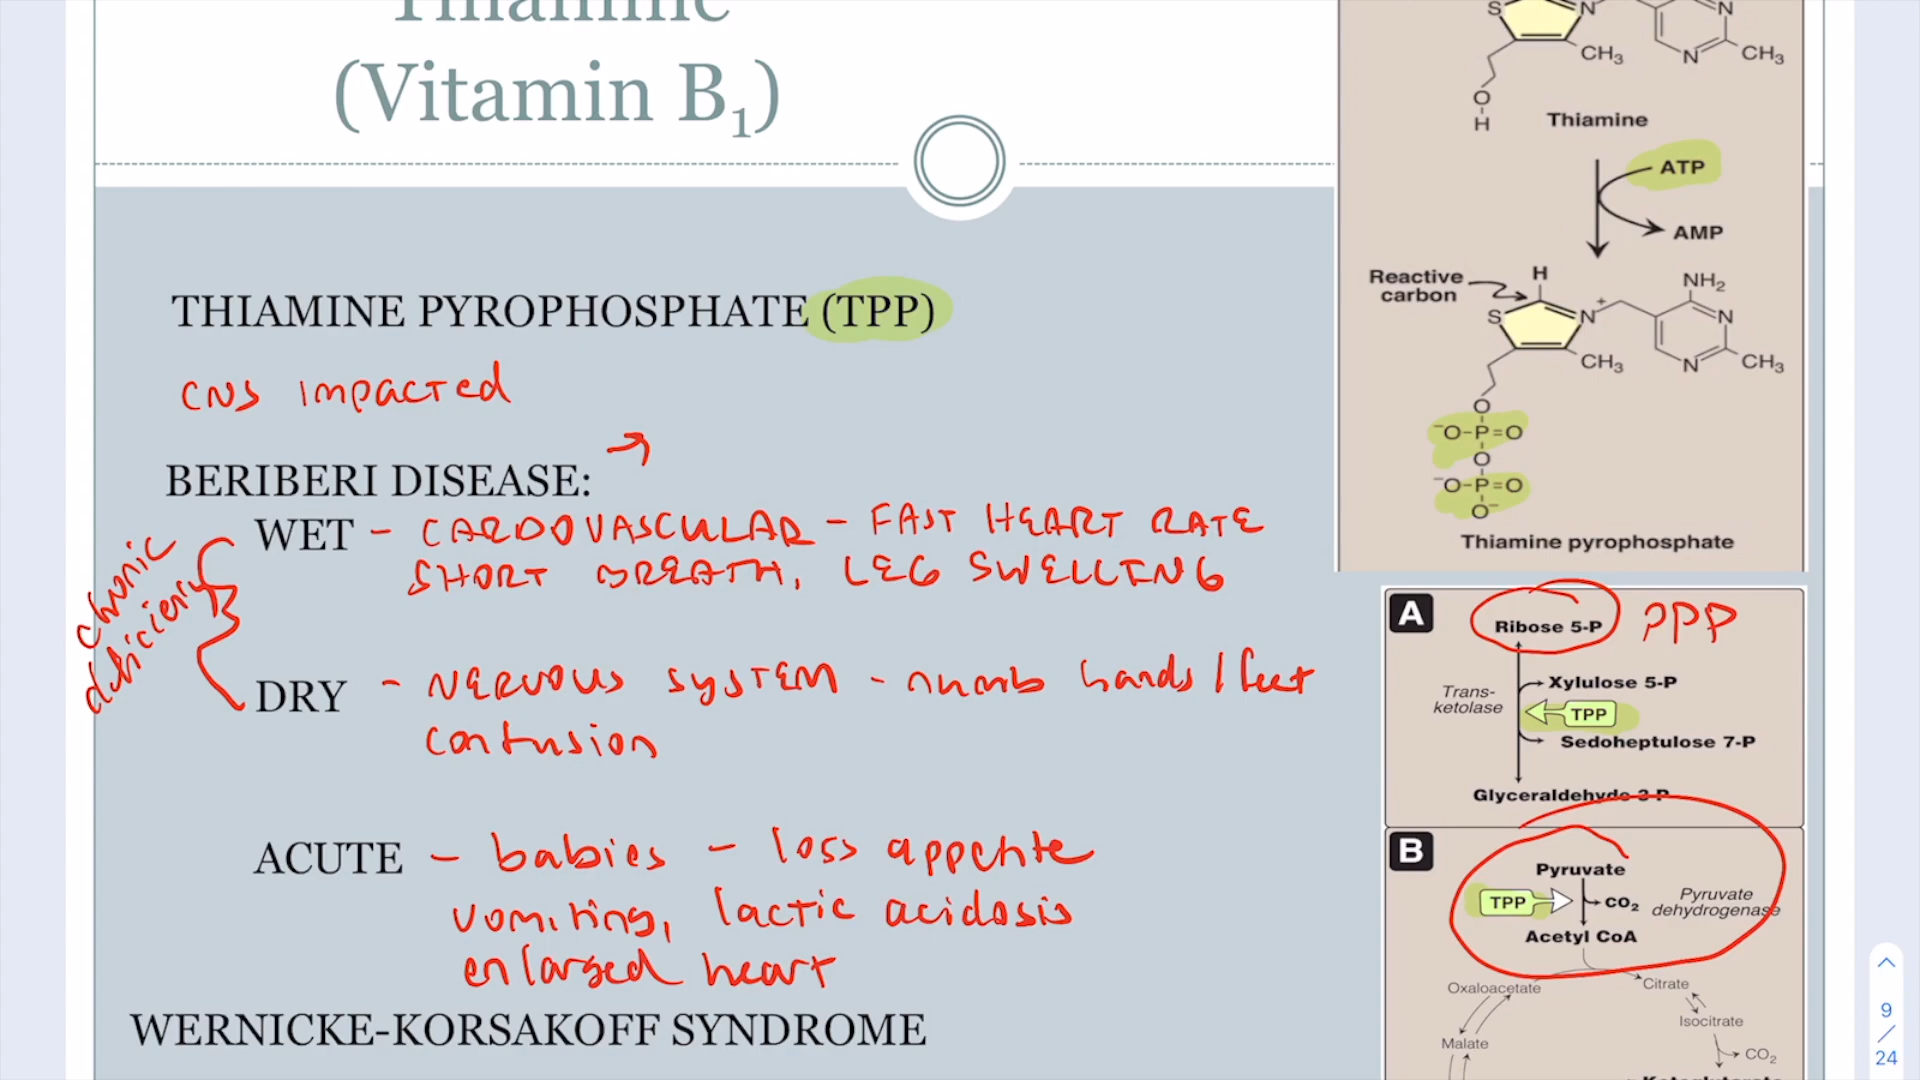 Thiamine
(Vitamin B1)
THIAMINE PYROPHOSPHATE (TPP)
CNS impacted
BERIBERI DISEASE:
WET - CARDOVASCULAR - FAST HEART RATE
SHORT BREATH, LEG SWELLING
chronic
deficiency
DRY - NERVOUS SYSTEM - numb hands/feet
confusion
ACUTE - babies - loss appetite
vomiting, lactic acidosis
enlarged heart
WERNICKE-KORSAKOFF SYNDROME
S N N
CH3 N CH3
O
H
Thiamine
ATP
AMP
Reactive
carbon
H
NH2
S N + N
CH3 N CH3
O
-O-P=O
O
-O-P=O
O-
Thiamine pyrophosphate
A
Ribose 5-P PPP
Trans-
ketolase
Xylulose 5-P
TPP
Sedoheptulose 7-P
Glyceraldehyde 3-P
B
Pyruvate
TPP CO2
Pyruvate
dehydrogenase
Acetyl CoA
Oxaloacetate Citrate
Isocitrate
Malate
CO2
9
/
24